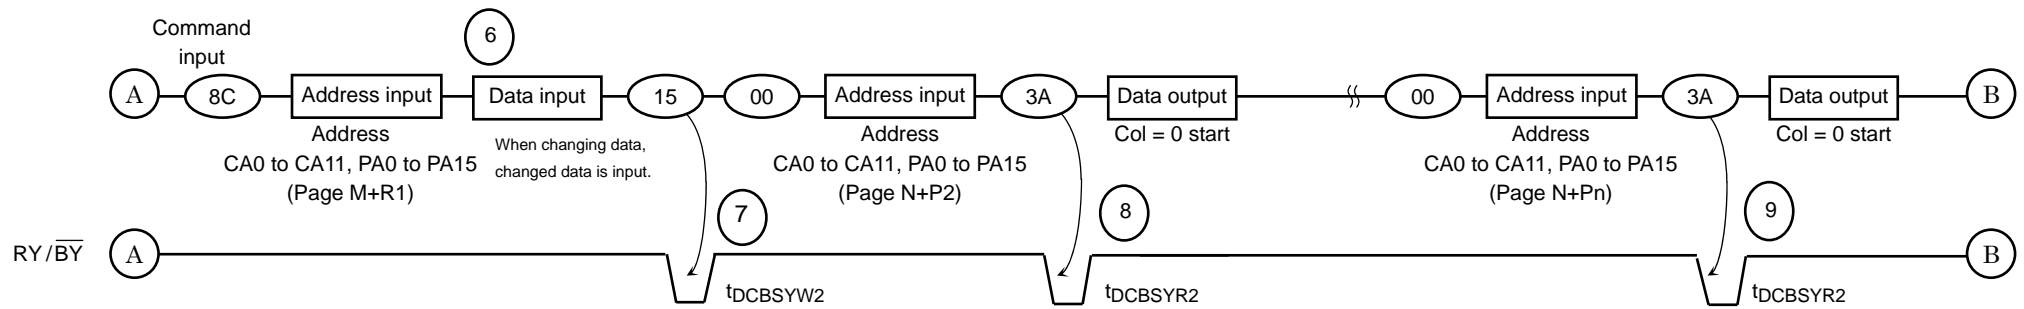 Command
input
6
A 8C Address input Data input 15 00 Address input 3A Data output 00 Address input 3A Data output B
Address
CA0 to CA11, PA0 to PA15
(Page M+R1)
When changing data,
changed data is input.
Address
CA0 to CA11, PA0 to PA15
(Page N+P2)
Col = 0 start
Address
CA0 to CA11, PA0 to PA15
(Page N+Pn)
Col = 0 start
7
8
9
RY/BY A B
tDCBSYW2
tDCBSYR2
tDCBSYR2